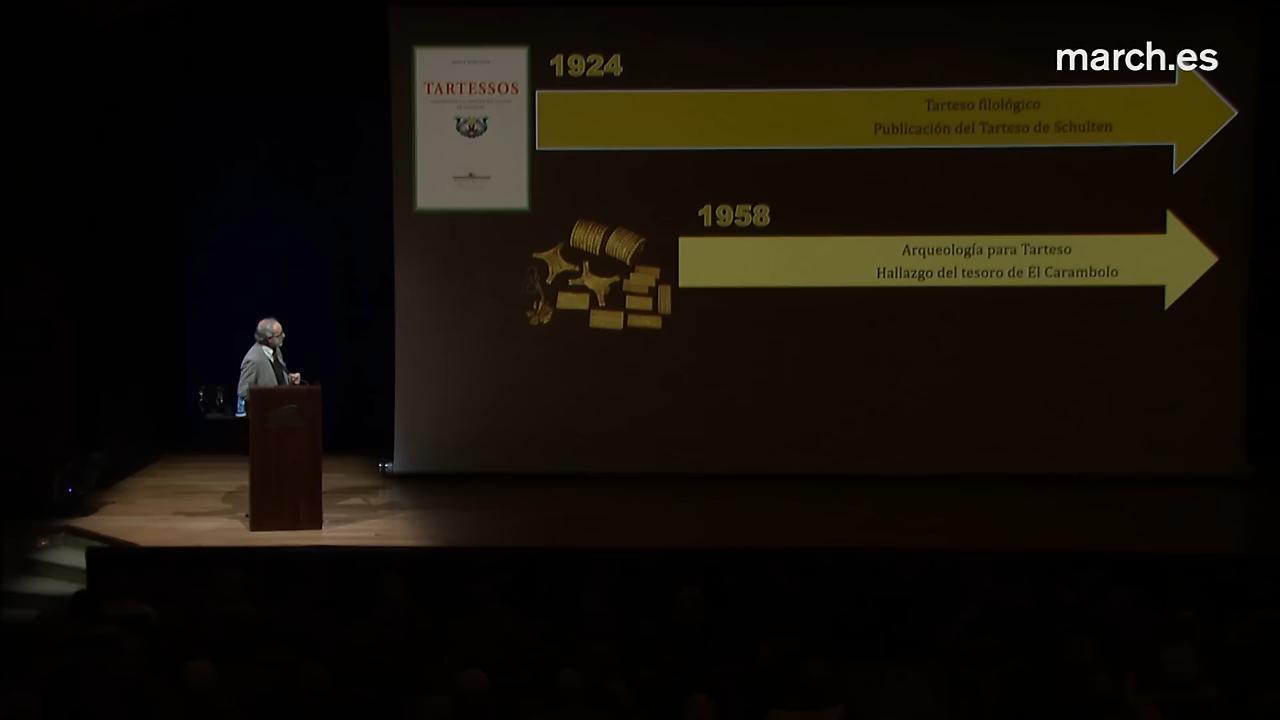 march.es
1924
TARTESSOS
Tarteso filológico
Publicación del Tarteso de Schulten
1958
Arqueología para Tarteso
Hallazgo del tesoro de El Carambolo